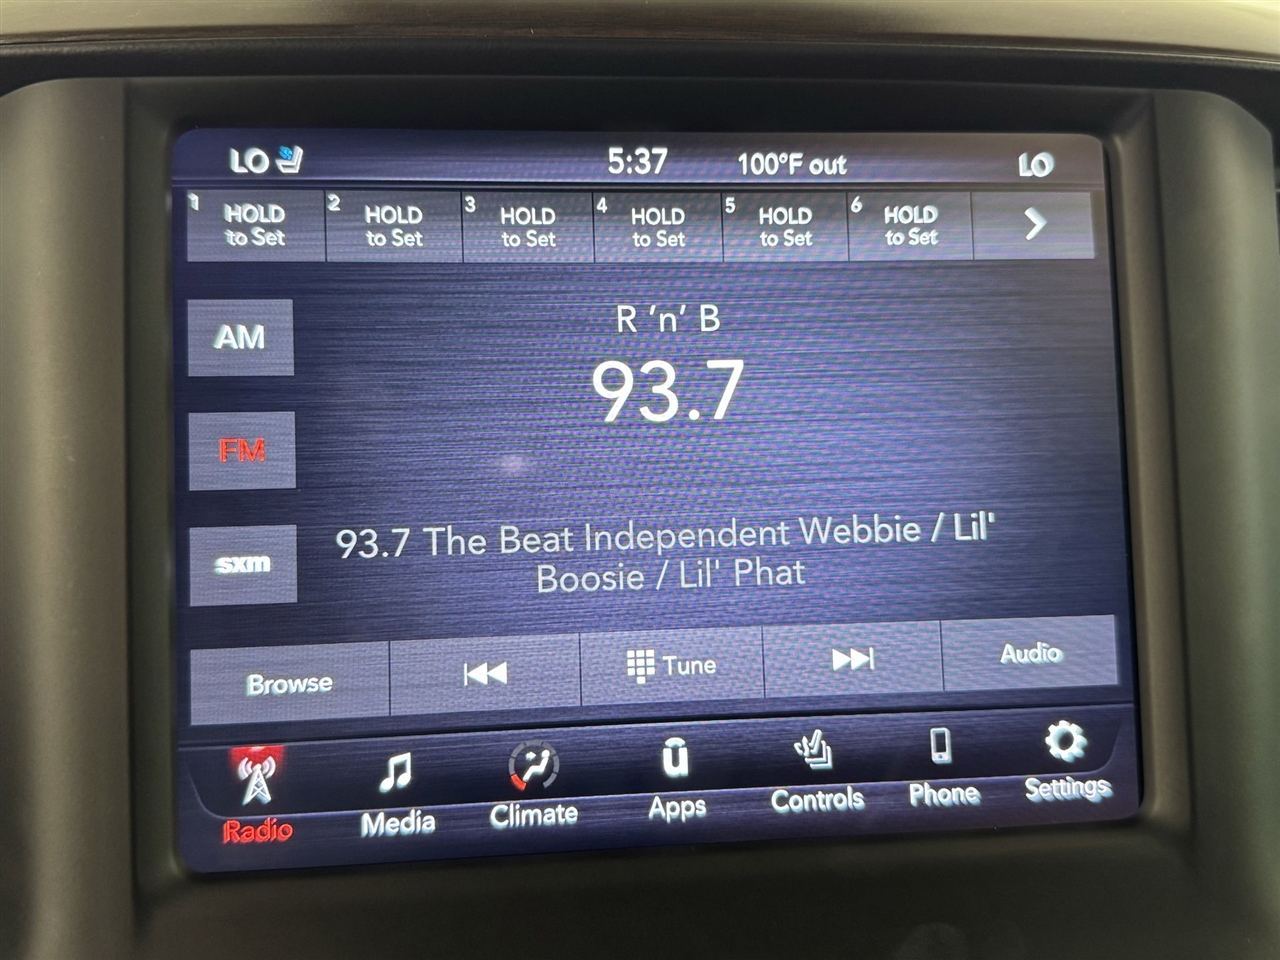 LO 5:37 100°F out LO
1 HOLD to Set
2 HOLD to Set
3 HOLD to Set
4 HOLD to Set
5 HOLD to Set
6 HOLD to Set
AM
R 'n' B
93.7
FM
93.7 The Beat Independent Webbie / Lil'
Boosie / Lil' Phat
sxm
Browse Tune Audio
Radio Media Climate Apps Controls Phone Settings